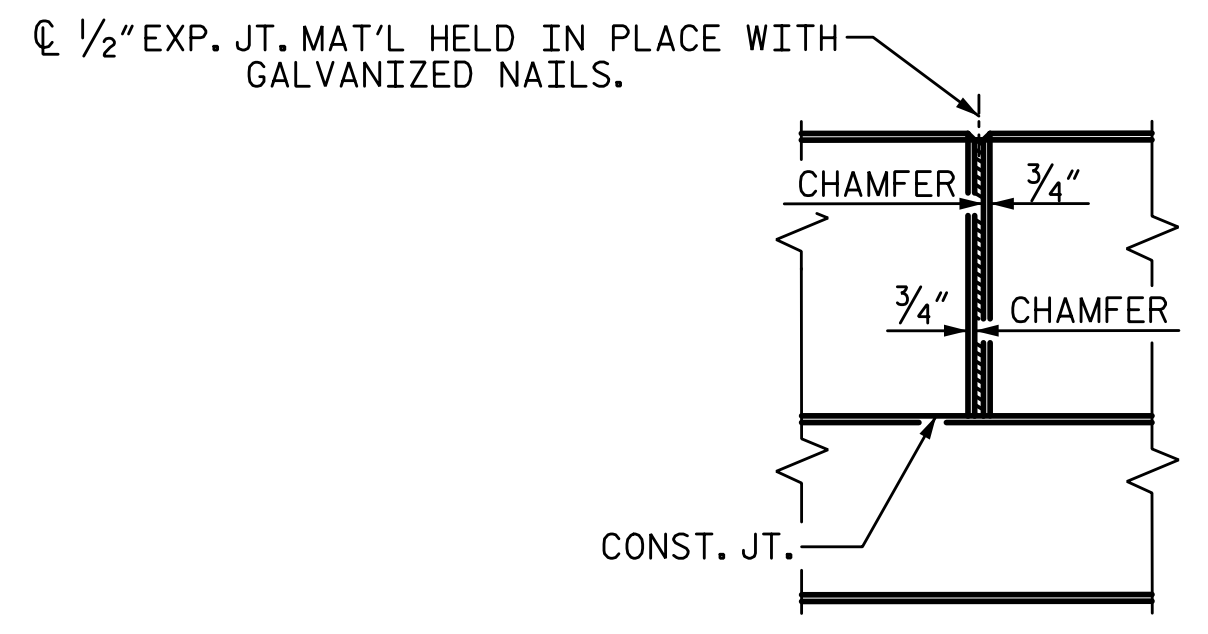 ℄ 1/2" EXP. JT. MAT'L HELD IN PLACE WITH
GALVANIZED NAILS.
CHAMFER 3/4"
3/4" CHAMFER
CONST. JT.